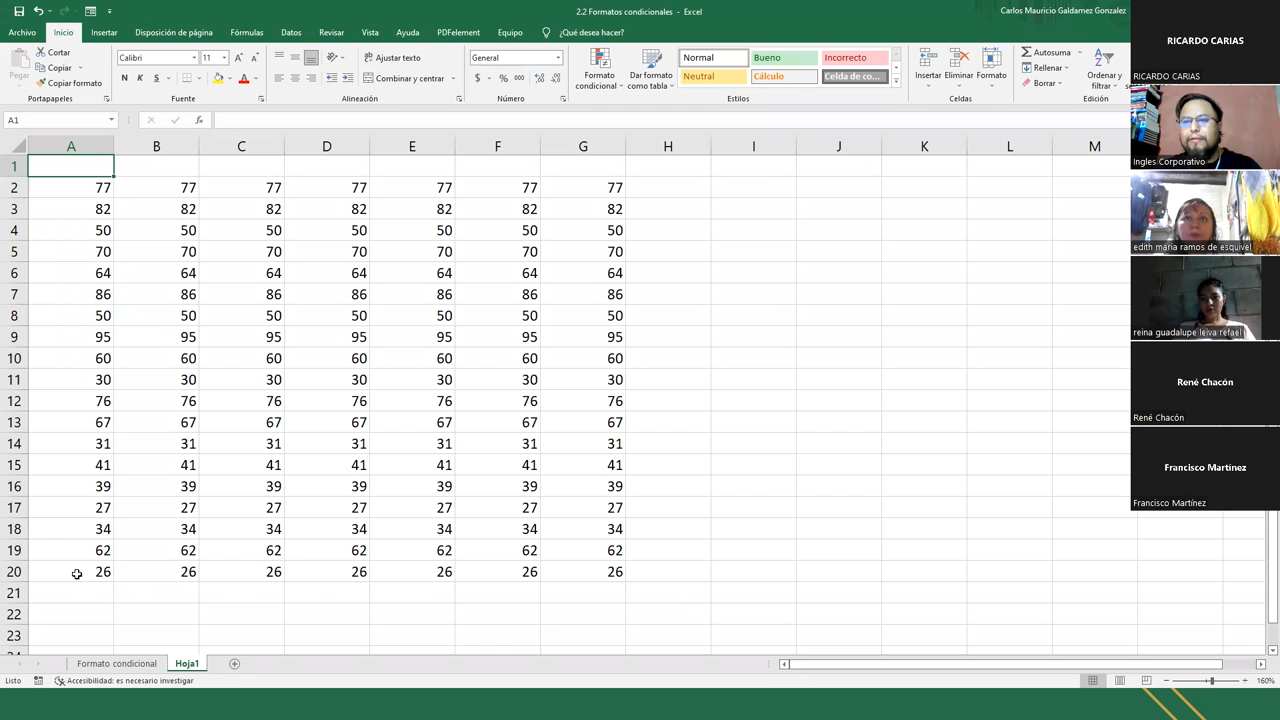 2.2 Formatos condicionales - Excel
Carlos Mauricio Galdamez Gonzalez
Archivo Inicio Insertar Disposición de página Fórmulas Datos Revisar Vista Ayuda PDFelement Equipo ¿Qué desea hacer?
Pegar
Cortar
Copiar
Copiar formato
Portapapeles
Calibri 11
N K S
Fuente
Ajustar texto
Combinar y centrar
Alineación
General
$ % 000
Número
Formato condicional
Dar formato como tabla
Normal Bueno Incorrecto
Neutral Cálculo Celda de co...
Estilos
Insertar Eliminar Formato
Celdas
Autosuma
Rellenar
Borrar
Ordenar y filtrar
Edición
A1 fx
A B C D E F G H I J K L M
1
2 77 77 77 77 77 77 77
3 82 82 82 82 82 82 82
4 50 50 50 50 50 50 50
5 70 70 70 70 70 70 70
6 64 64 64 64 64 64 64
7 86 86 86 86 86 86 86
8 50 50 50 50 50 50 50
9 95 95 95 95 95 95 95
10 60 60 60 60 60 60 60
11 30 30 30 30 30 30 30
12 76 76 76 76 76 76 76
13 67 67 67 67 67 67 67
14 31 31 31 31 31 31 31
15 41 41 41 41 41 41 41
16 39 39 39 39 39 39 39
17 27 27 27 27 27 27 27
18 34 34 34 34 34 34 34
19 62 62 62 62 62 62 62
20 26 26 26 26 26 26 26
21
22
23
Formato condicional Hoja1
Listo Accesibilidad: es necesario investigar 160%
RICARDO CARIAS
RICARDO CARIAS
Ingles Corporativo
edith maria ramos de esquivel
reina guadalupe leiva refael
René Chacón
René Chacón
Francisco Martínez
Francisco Martínez